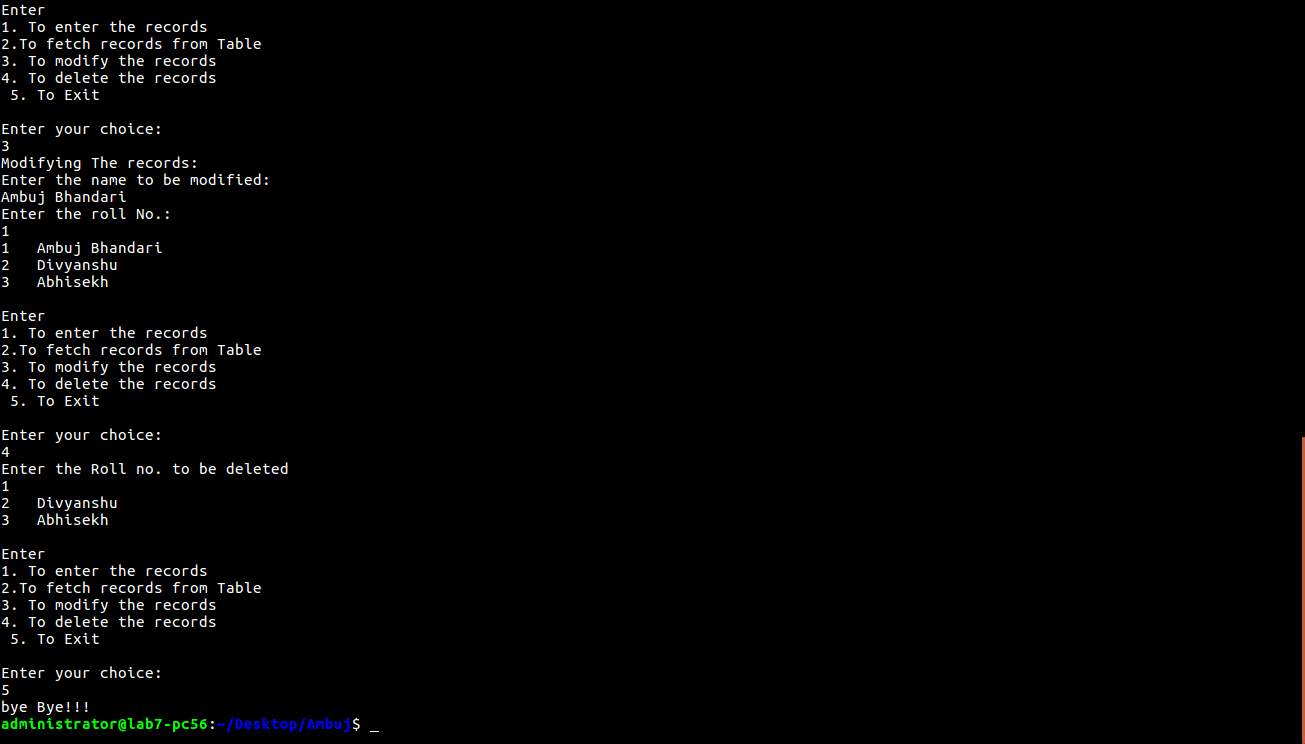 Enter
1. To enter the records
2.To fetch records from Table
3. To modify the records
4. To delete the records
 5. To Exit

Enter your choice:
3
Modifying The records:
Enter the name to be modified:
Ambuj Bhandari
Enter the roll No.:
1
1   Ambuj Bhandari
2   Divyanshu
3   Abhisekh

Enter
1. To enter the records
2.To fetch records from Table
3. To modify the records
4. To delete the records
 5. To Exit

Enter your choice:
4
Enter the Roll no. to be deleted
1
2   Divyanshu
3   Abhisekh

Enter
1. To enter the records
2.To fetch records from Table
3. To modify the records
4. To delete the records
 5. To Exit

Enter your choice:
5
bye Bye!!!
administrator@lab7-pc56:~/Desktop/Ambuj$ _